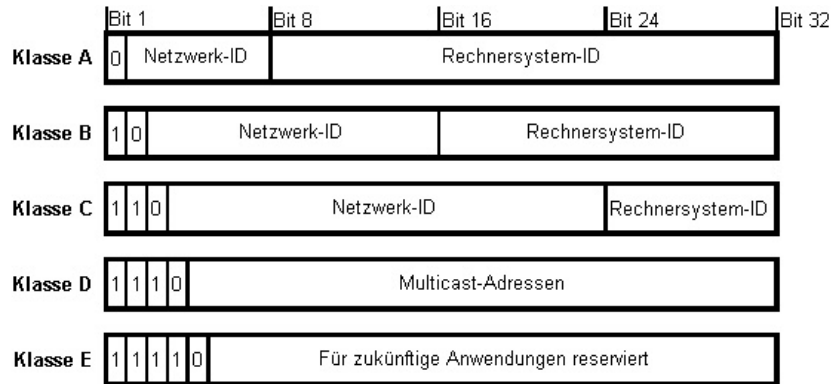 Bit 1 Bit 8 Bit 16 Bit 24 Bit 32
Klasse A 0 Netzwerk-ID Rechnersystem-ID
Klasse B 1 0 Netzwerk-ID Rechnersystem-ID
Klasse C 1 1 0 Netzwerk-ID Rechnersystem-ID
Klasse D 1 1 1 0 Multicast-Adressen
Klasse E 1 1 1 1 0 Für zukünftige Anwendungen reserviert